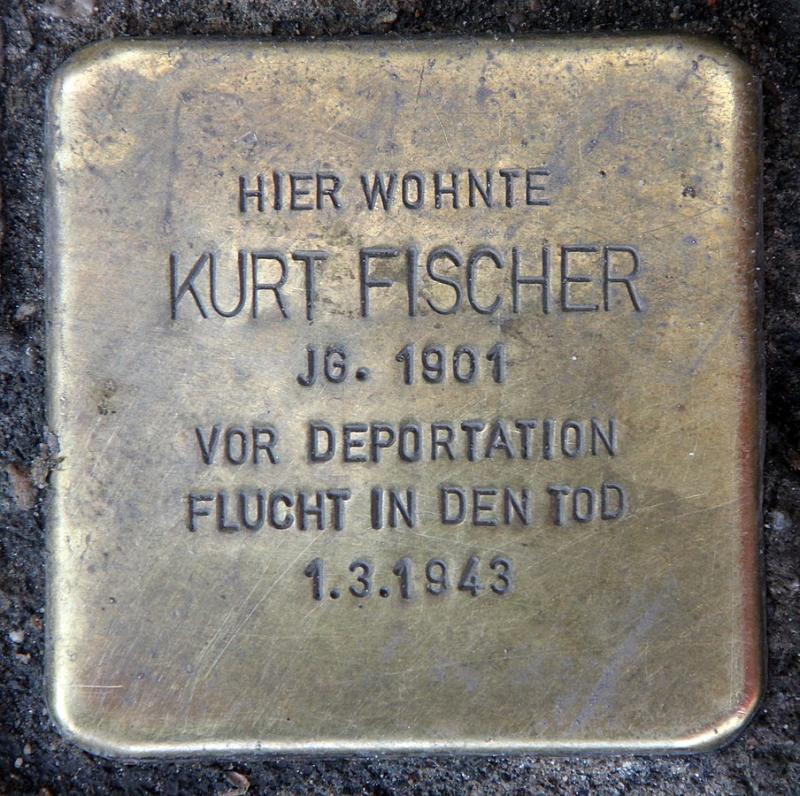 HIER WOHNTE
KURT FISCHER
JG. 1901
VOR DEPORTATION
FLUCHT IN DEN TOD
1.3.1943